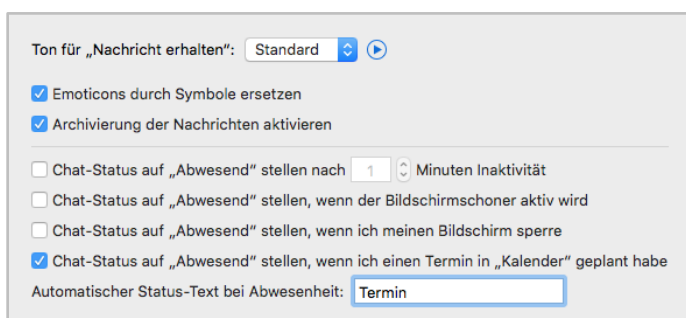 Ton für „Nachricht erhalten“: Standard
Emoticons durch Symbole ersetzen
Archivierung der Nachrichten aktivieren
Chat-Status auf „Abwesend“ stellen nach 1 Minuten Inaktivität
Chat-Status auf „Abwesend“ stellen, wenn der Bildschirmschoner aktiv wird
Chat-Status auf „Abwesend“ stellen, wenn ich meinen Bildschirm sperre
Chat-Status auf „Abwesend“ stellen, wenn ich einen Termin in „Kalender“ geplant habe
Automatischer Status-Text bei Abwesenheit: Termin